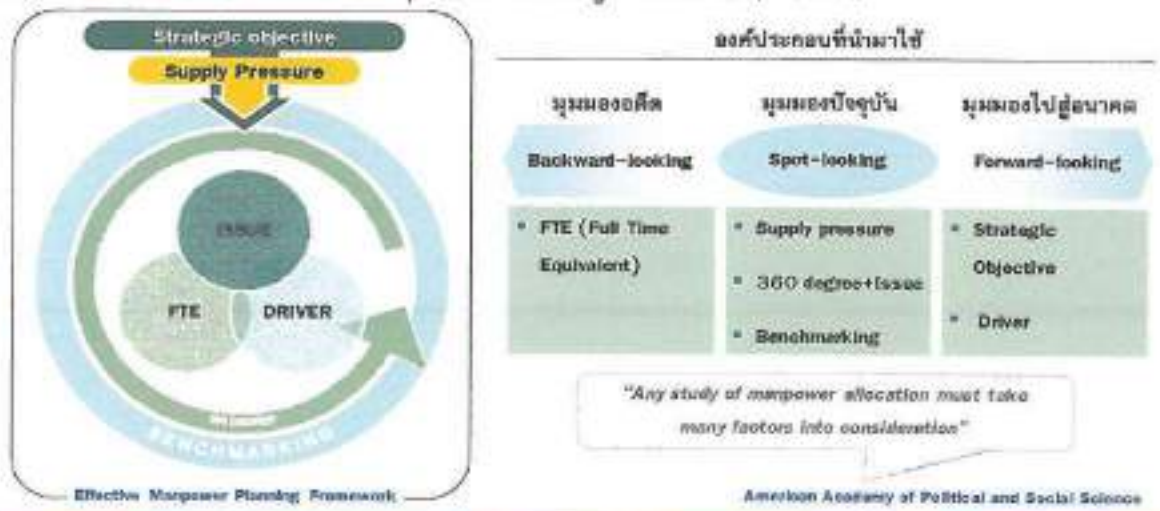 Strategic objective
Supply Pressure
ISSUE
FTE
DRIVER
BENCHMARKING
Effective Manpower Planning Framework
องค์ประกอบที่นำมาใช้
มุมมองอดีต
มุมมองปัจจุบัน
มุมมองไปสู่อนาคต
Backward-looking
Spot-looking
Forward-looking
• FTE (Full Time
Equivalent)
• Supply pressure
• 360 degree+Issue
• Benchmarking
• Strategic
Objective
• Driver
"Any study of manpower allocation must take
many factors into consideration"
American Academy of Political and Social Science